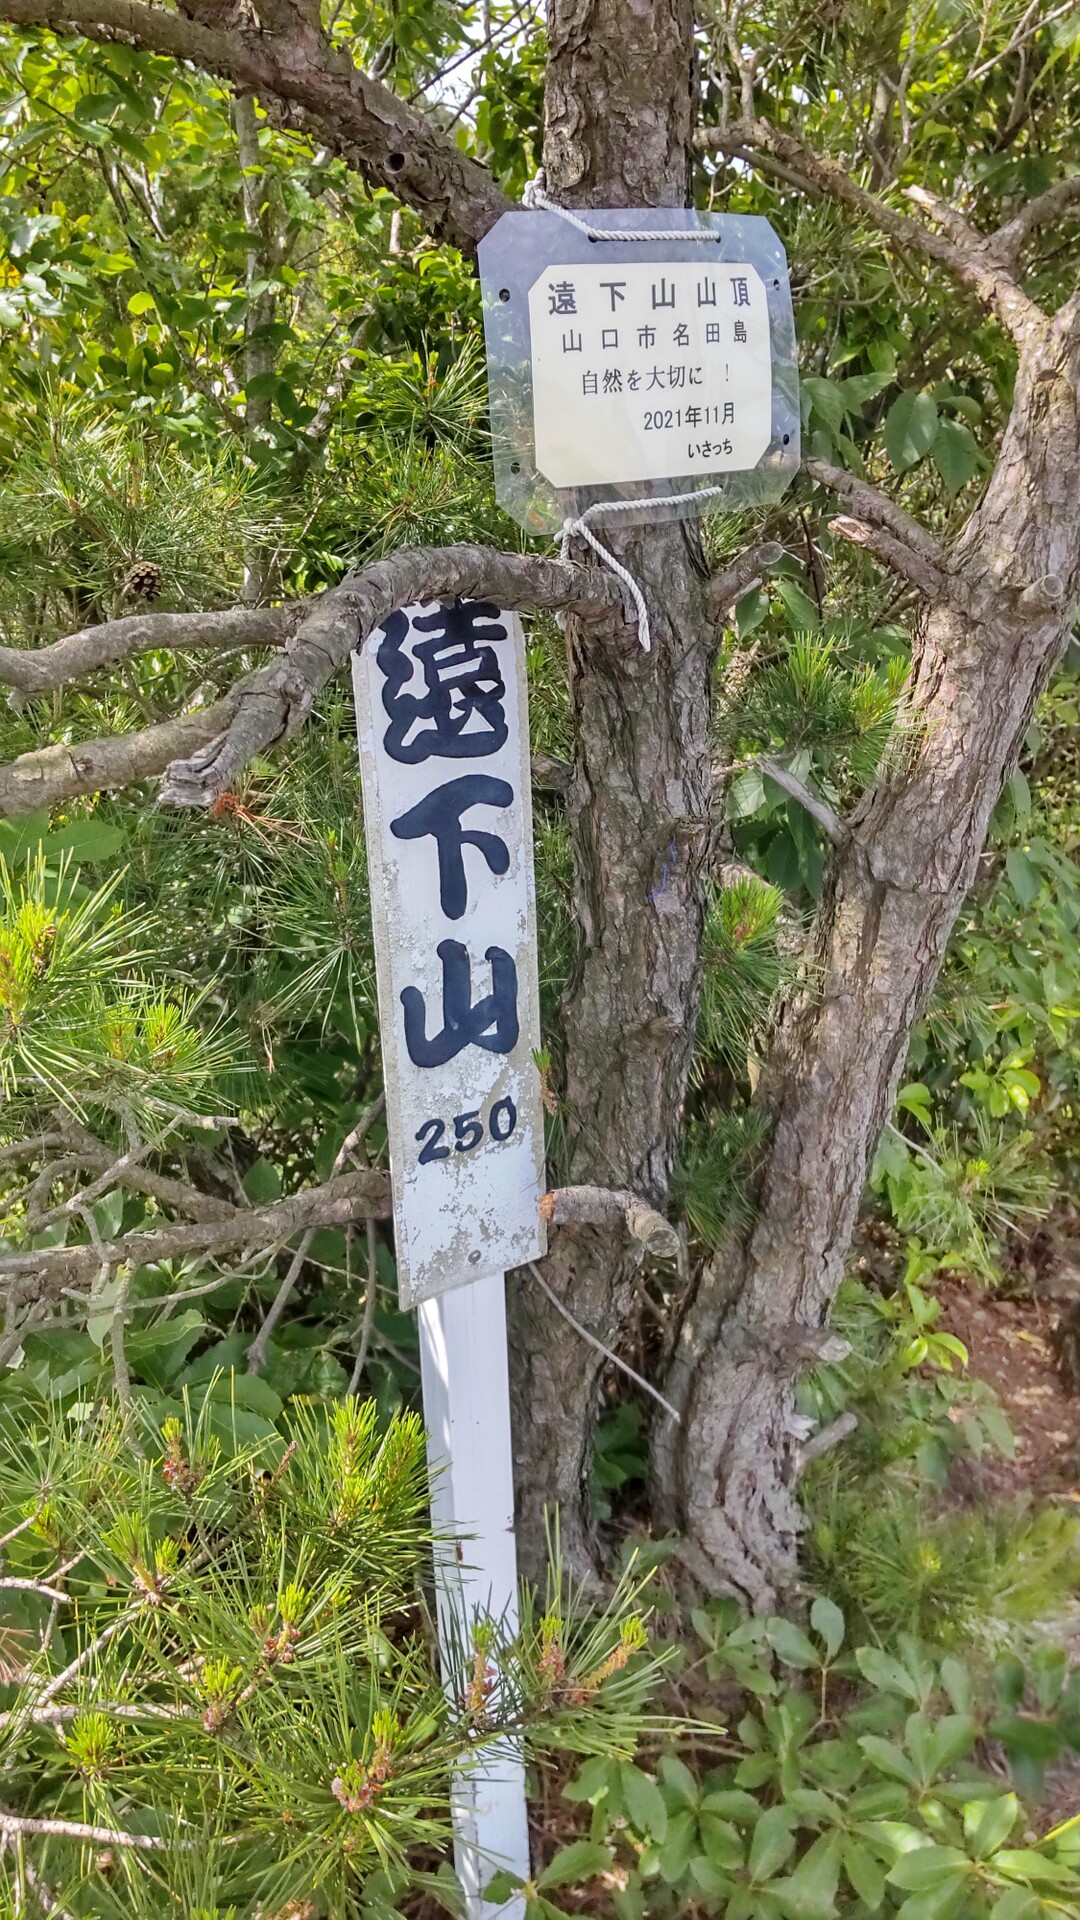 遠下山山頂
山口市名田島
自然を大切に!
2021年11月
いさっち
遠下山
250